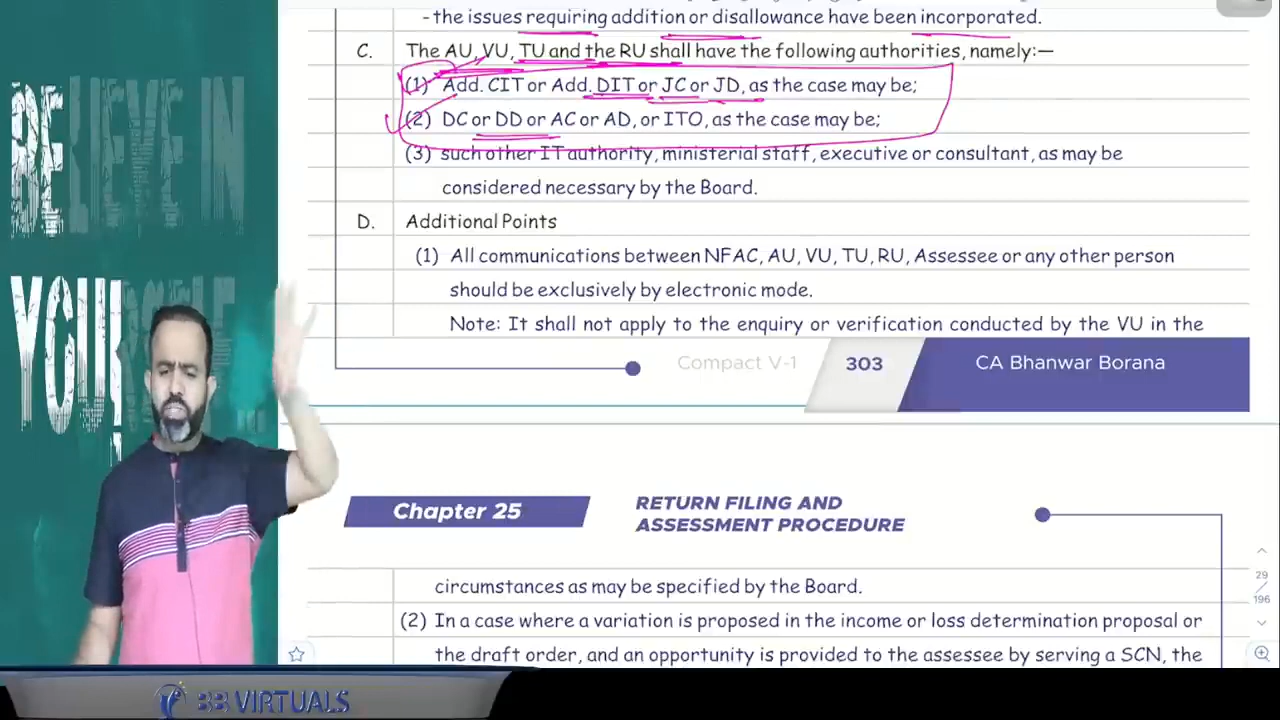 BELIEVE IN
YOURSELF
- the issues requiring addition or disallowance have been incorporated.
C. The AU, VU, TU and the RU shall have the following authorities, namely:—
(1) Add. CIT or Add. DIT or JC or JD, as the case may be;
(2) DC or DD or AC or AD, or ITO, as the case may be;
(3) such other IT authority, ministerial staff, executive or consultant, as may be
considered necessary by the Board.
D. Additional Points
(1) All communications between NFAC, AU, VU, TU, RU, Assessee or any other person
should be exclusively by electronic mode.
Note: It shall not apply to the enquiry or verification conducted by the VU in the
Compact V-1 303 CA Bhanwar Borana
Chapter 25 RETURN FILING AND
ASSESSMENT PROCEDURE
circumstances as may be specified by the Board.
29
196
(2) In a case where a variation is proposed in the income or loss determination proposal or
the draft order, and an opportunity is provided to the assessee by serving a SCN, the
BB VIRTUALS